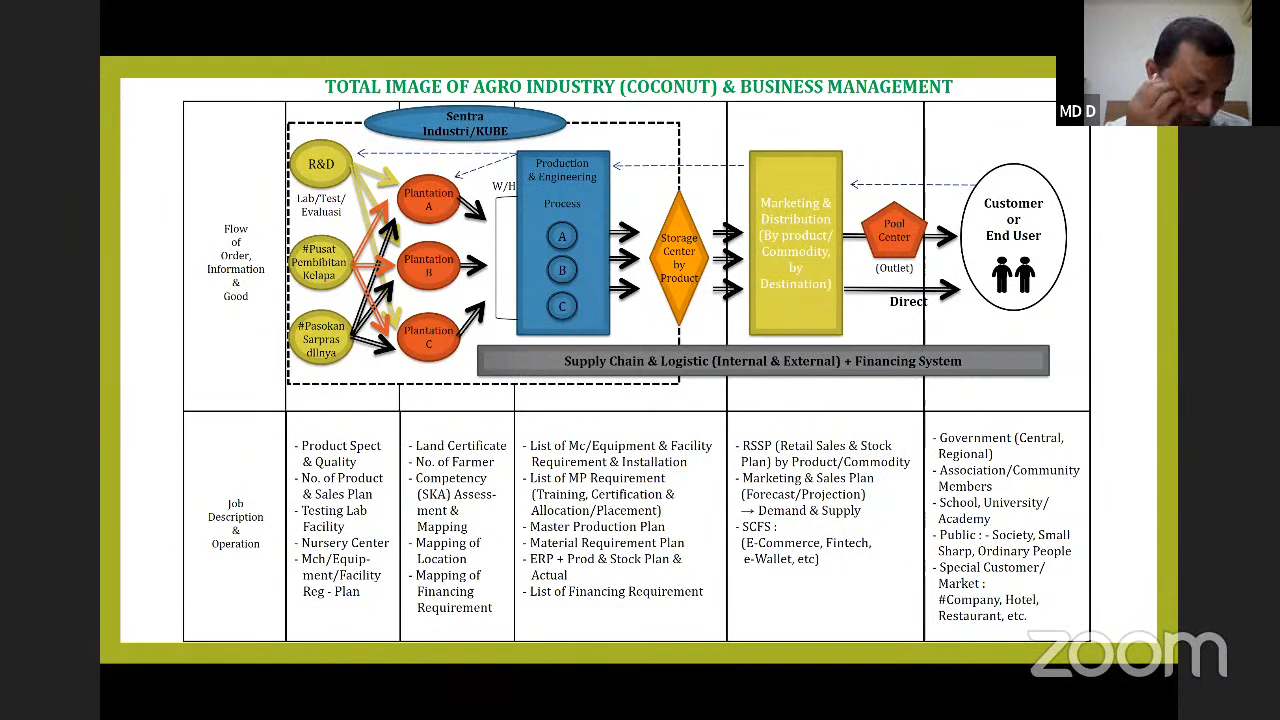 TOTAL IMAGE OF AGRO INDUSTRY (COCONUT) & BUSINESS MANAGEMENT
MD D
Flow
of
Order,
Information
&
Good
Sentra
Industri/KUBE
R&D
Lab/Test/
Evaluasi
#Pusat
Pembibitan
Kelapa
#Pasokan
Sarpras
dllnya
Plantation
A
Plantation
B
Plantation
C
W/H
Production
& Engineering
Process
A
B
C
Storage
Center
by
Product
Marketing &
Distribution
(By product/
Commodity,
by
Destination)
Pool
Center
(Outlet)
Direct
Customer
or
End User
Supply Chain & Logistic (Internal & External) + Financing System
Job
Description
&
Operation
- Product Spect
& Quality
- No. of Product
& Sales Plan
- Testing Lab
Facility
- Nursery Center
- Mch/Equip-
ment/Facility
Reg - Plan
- Land Certificate
- No. of Farmer
- Competency
(SKA) Assess-
ment &
Mapping
- Mapping of
Location
- Mapping of
Financing
Requirement
- List of Mc/Equipment & Facility
Requirement & Installation
- List of MP Requirement
(Training, Certification &
Allocation/Placement)
- Master Production Plan
- Material Requirement Plan
- ERP + Prod & Stock Plan &
Actual
- List of Financing Requirement
- RSSP (Retail Sales & Stock
Plan) by Product/Commodity
- Marketing & Sales Plan
(Forecast/Projection)
→ Demand & Supply
- SCFS :
(E-Commerce, Fintech,
e-Wallet, etc)
- Government (Central,
Regional)
- Association/Community
Members
- School, University/
Academy
- Public : - Society, Small
Sharp, Ordinary People
- Special Customer/
Market :
#Company, Hotel,
Restaurant, etc.
zoom